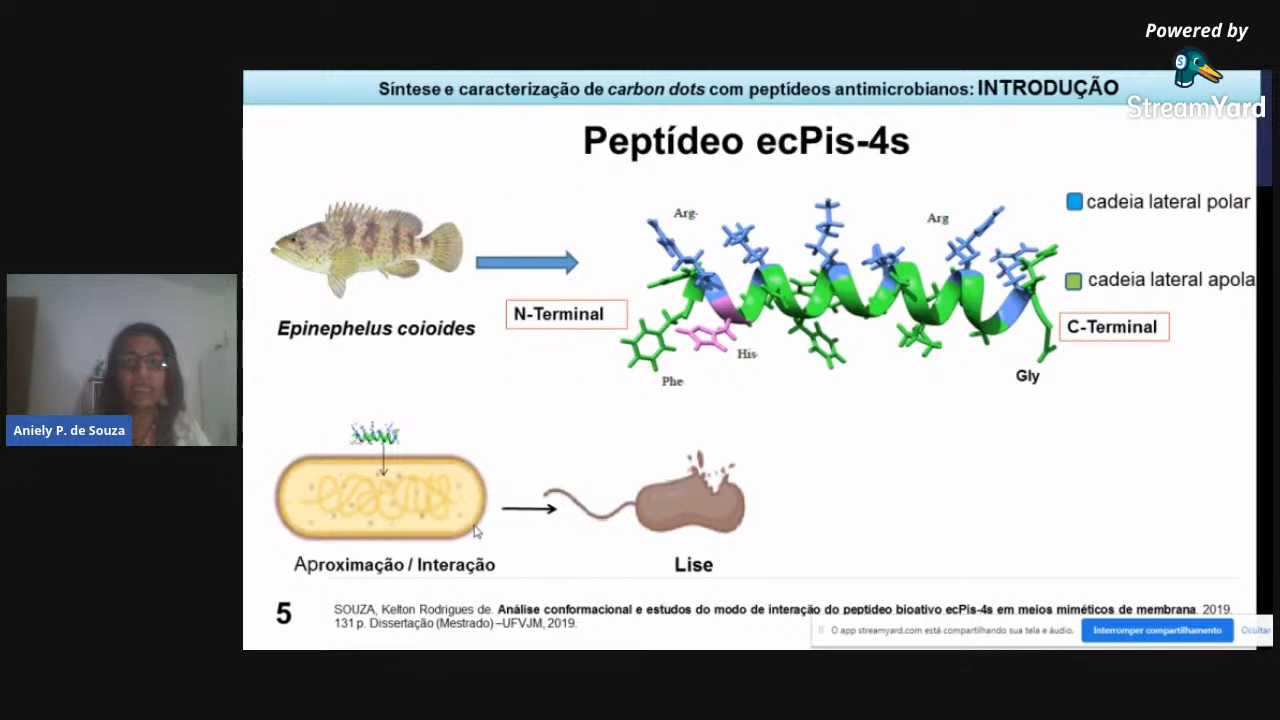 Powered by
StreamYard
Síntese e caracterização de carbon dots com peptídeos antimicrobianos: INTRODUÇÃO
Peptídeo ecPis-4s
Arg
Arg
cadeia lateral polar
cadeia lateral apola
N-Terminal
C-Terminal
Epinephelus coioides
His
Phe
Gly
Aniely P. de Souza
Aproximação / Interação
Lise
5
SOUZA, Kelton Rodrigues de. Análise conformacional e estudos do modo de interação do peptídeo bioativo ecPis-4s em meios miméticos de membrana. 2019.
131 p. Dissertação (Mestrado) –UFVJM, 2019.
O app streamyard.com está compartilhando sua tela e áudio.
Interromper compartilhamento
Ocultar